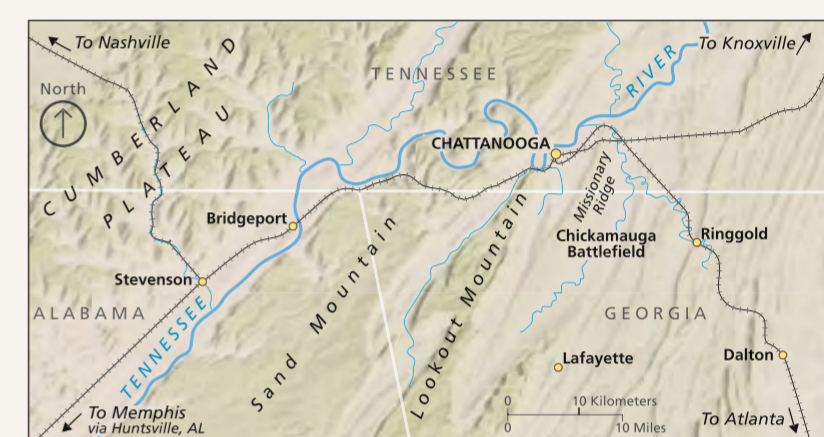 To Nashville
To Knoxville
TENNESSEE
RIVER
North
CUMBERLAND
PLATEAU
CHATTANOOGA
Missionary
Ridge
Bridgeport
Chickamauga
Battlefield
Ringgold
Stevenson
Sand Mountain
Lookout Mountain
ALABAMA
TENNESSEE
GEORGIA
Lafayette
Dalton
0 10 Kilometers
0 10 Miles
To Memphis
via Huntsville, AL
To Atlanta